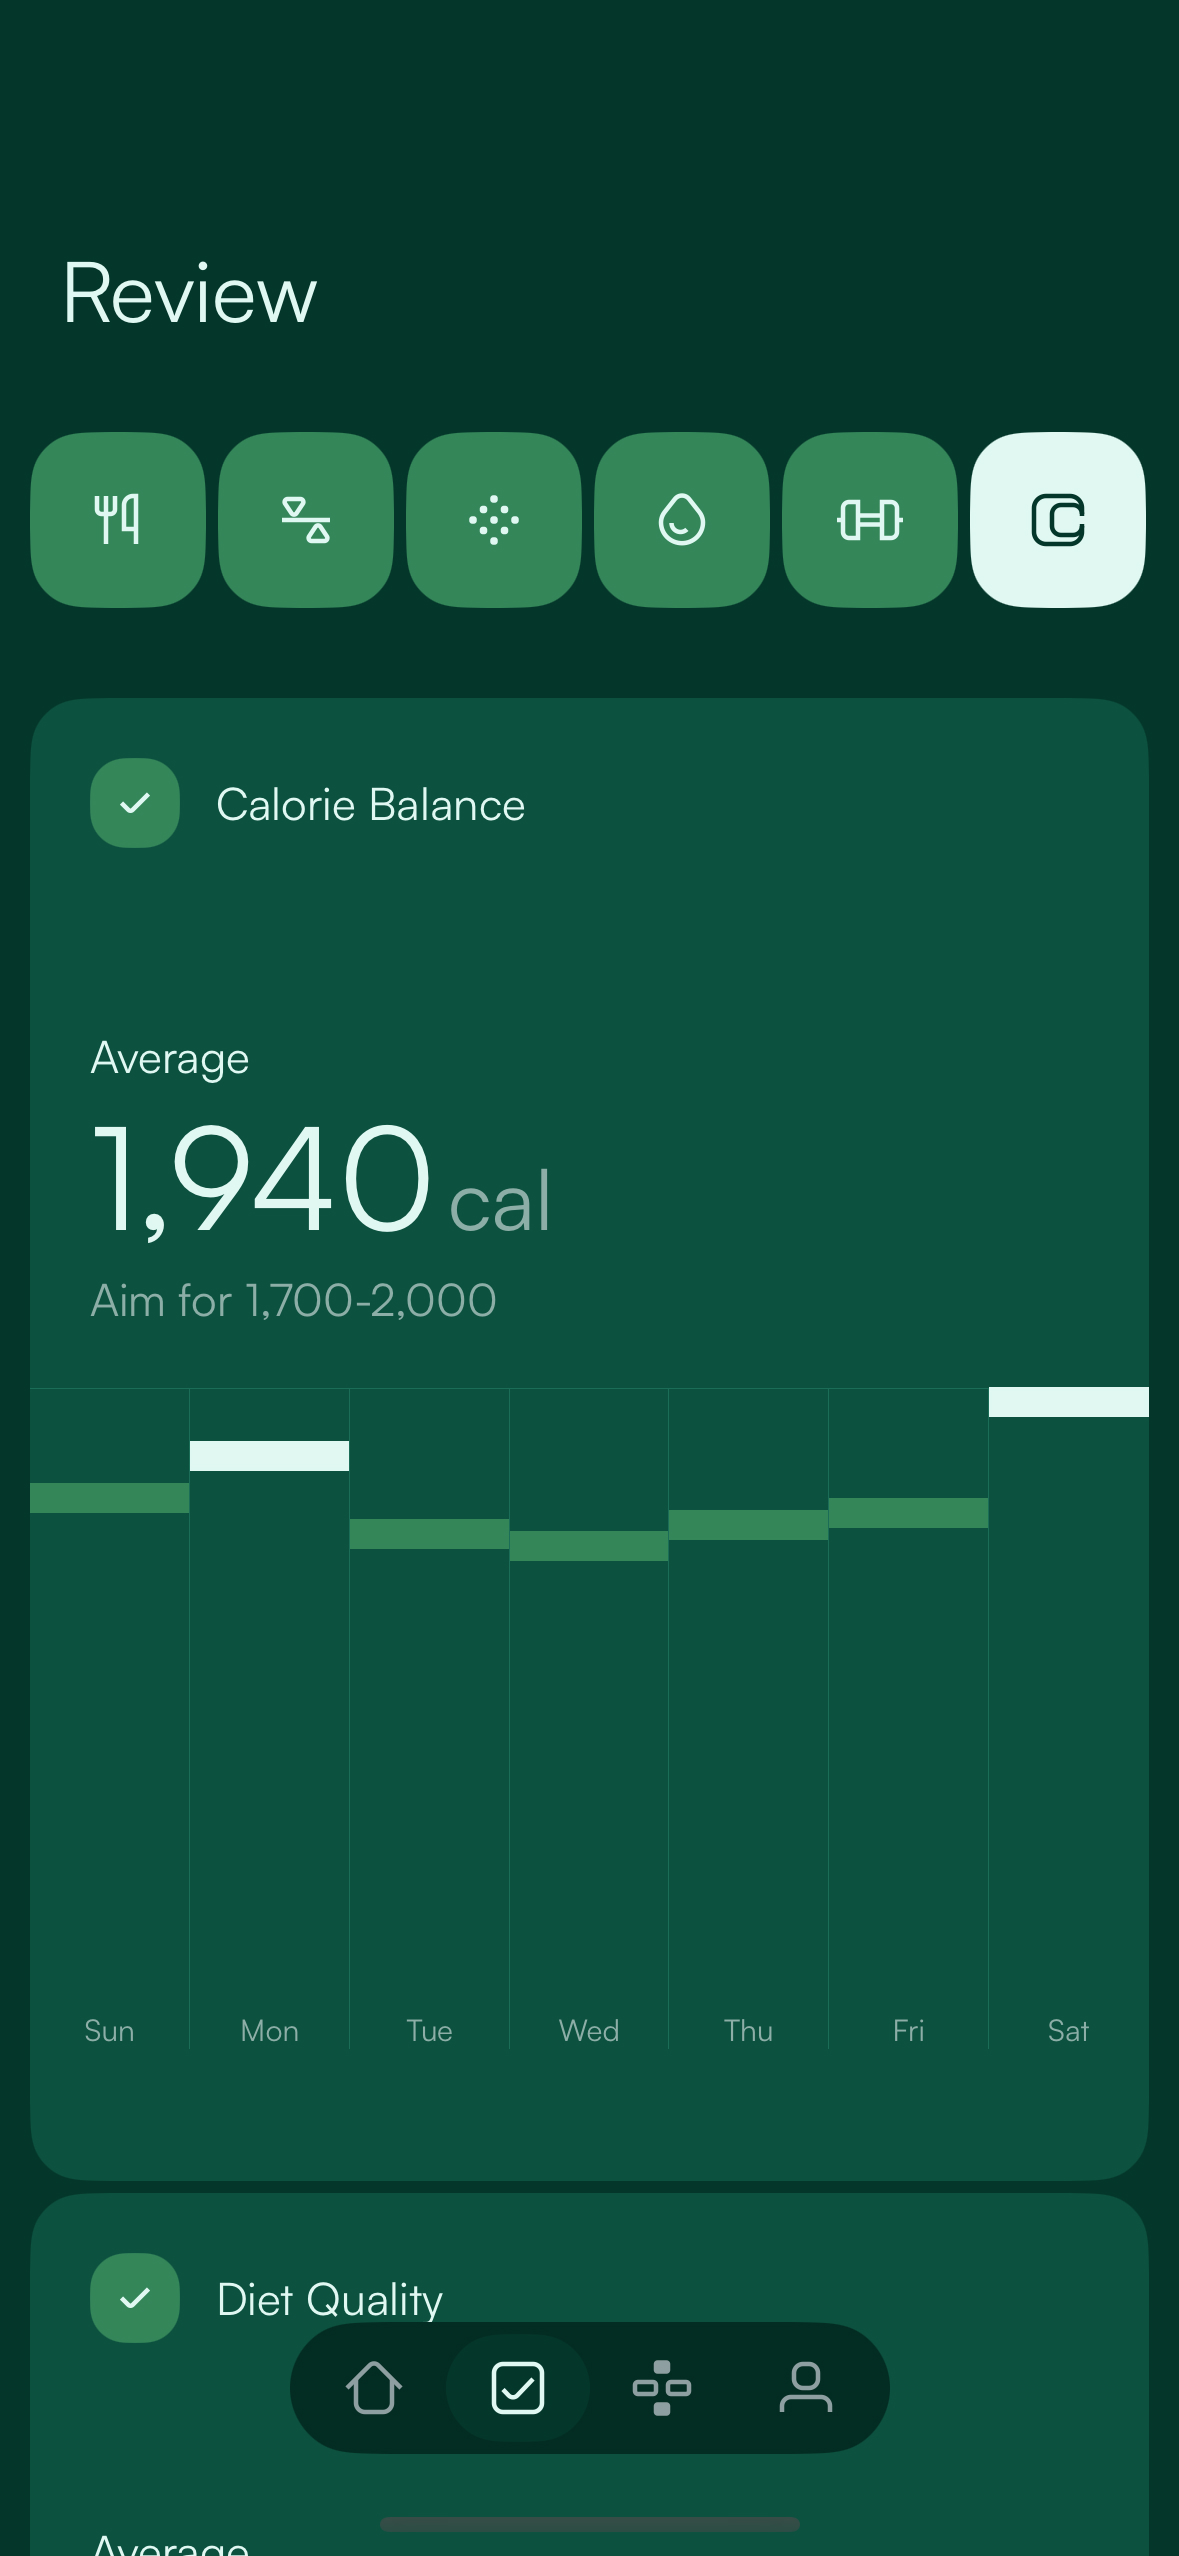 Review
Calorie Balance
Average
1,940 cal
Aim for 1,700-2,000
Sun Mon Tue Wed Thu Fri Sat
Diet Quality
Average